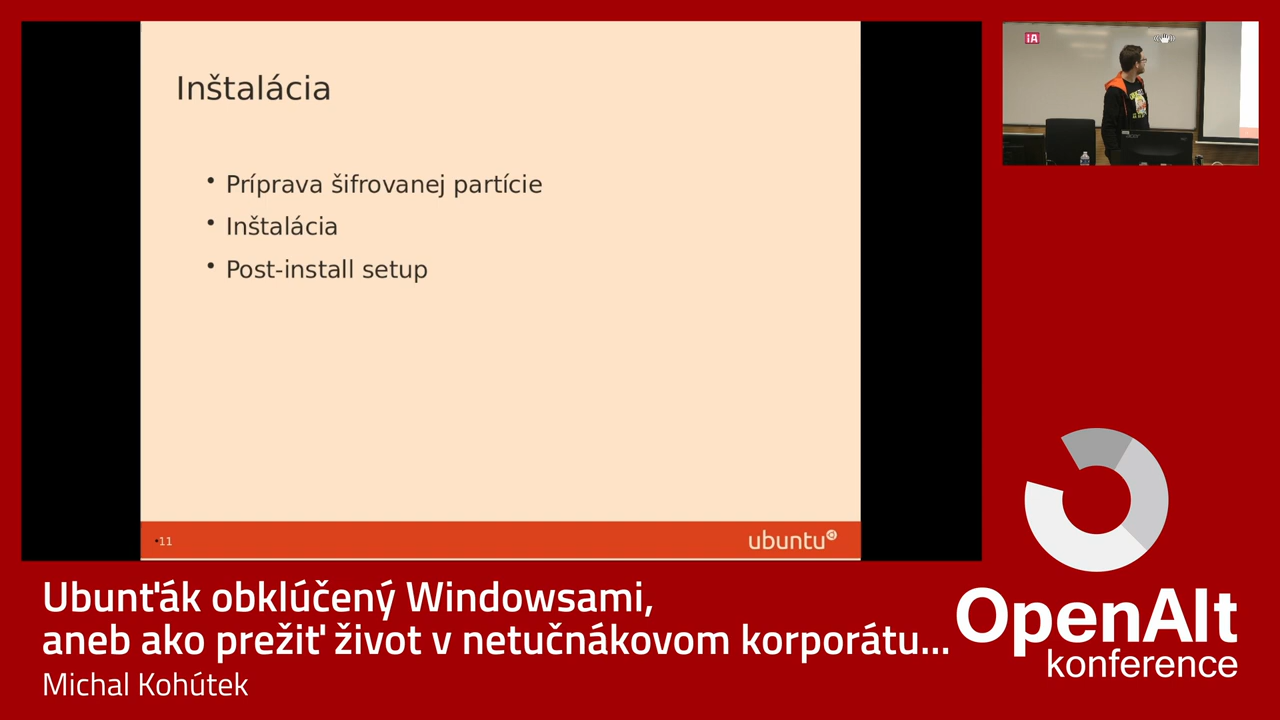 Inštalácia
• Príprava šifrovanej partície
• Inštalácia
• Post-install setup
•11
ubuntu
iA
Ubunťák obklúčený Windowsami,
aneb ako prežiť život v netučnákovom korporátu...
Michal Kohútek
OpenAlt
konference